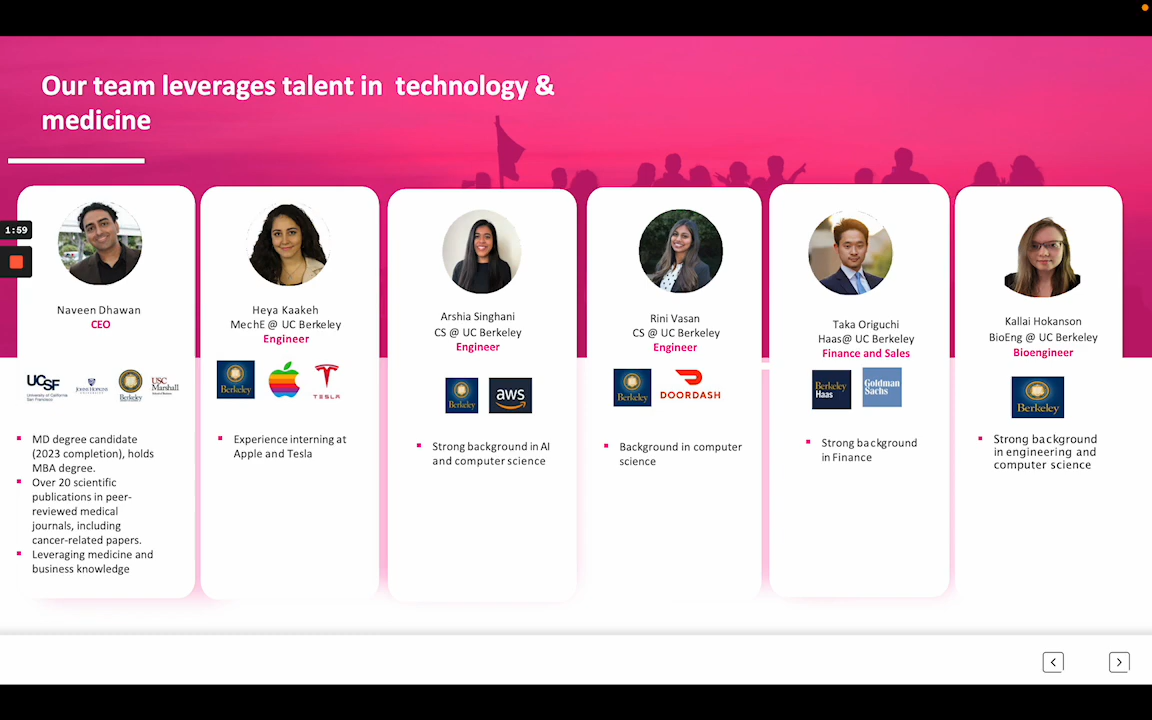 Our team leverages talent in technology &
medicine
1:59
Naveen Dhawan
CEO
UCSF
University of California
San Francisco
JOHNS HOPKINS
UNIVERSITY
Berkeley
USC
Marshall
MD degree candidate
(2023 completion), holds
MBA degree.
Over 20 scientific
publications in peer-
reviewed medical
journals, including
cancer-related papers.
Leveraging medicine and
business knowledge
Heya Kaakeh
MechE @ UC Berkeley
Engineer
Berkeley
TESLA
Experience interning at
Apple and Tesla
Arshia Singhani
CS @ UC Berkeley
Engineer
Berkeley
aws
Strong background in AI
and computer science
Rini Vasan
CS @ UC Berkeley
Engineer
Berkeley
DOORDASH
Background in computer
science
Taka Origuchi
Haas@ UC Berkeley
Finance and Sales
Berkeley
Haas
Goldman
Sachs
Strong background
in Finance
Kallai Hokanson
BioEng @ UC Berkeley
Bioengineer
Berkeley
Strong background
in engineering and
computer science